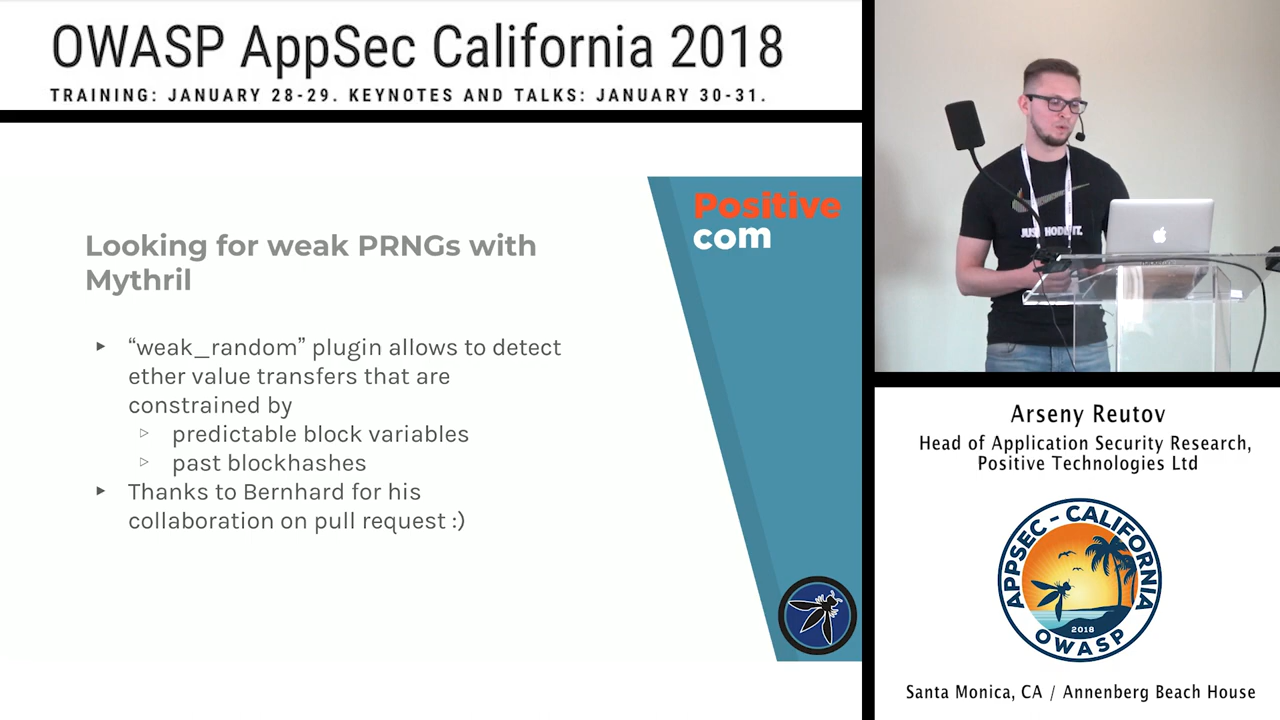 OWASP AppSec California 2018
TRAINING: JANUARY 28-29. KEYNOTES AND TALKS: JANUARY 30-31.
Positive
com
Looking for weak PRNGs with
Mythril
▸ “weak_random” plugin allows to detect
ether value transfers that are
constrained by
▹ predictable block variables
▹ past blockhashes
▸ Thanks to Bernhard for his
collaboration on pull request :)
Arseny Reutov
Head of Application Security Research,
Positive Technologies Ltd
APPSEC - CALIFORNIA
2018
OWASP
Santa Monica, CA / Annenberg Beach House